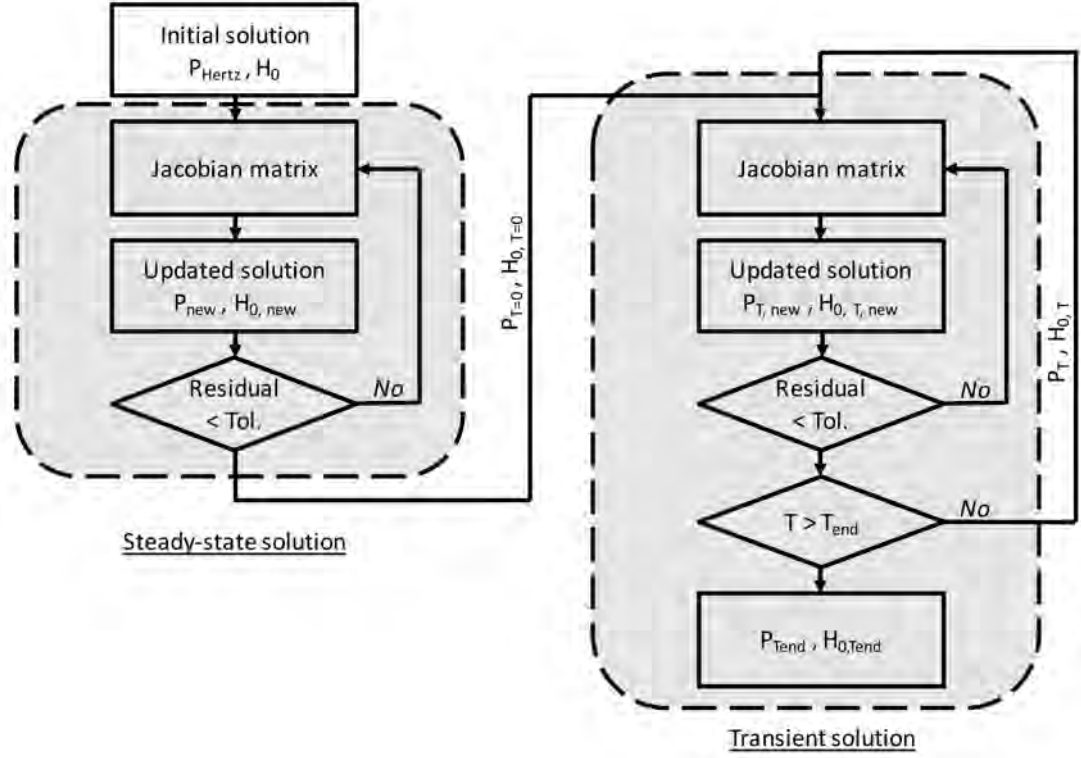 Initial solution
P_Hertz , H_0
Jacobian matrix
Updated solution
P_new , H_0, new
Residual
< Tol.
No
Steady-state solution
P_T=0 , H_0, T=0
Jacobian matrix
Updated solution
P_T, new , H_0, T, new
Residual
< Tol.
No
T > T_end
No
P_T , H_0,T
P_Tend , H_0,Tend
Transient solution